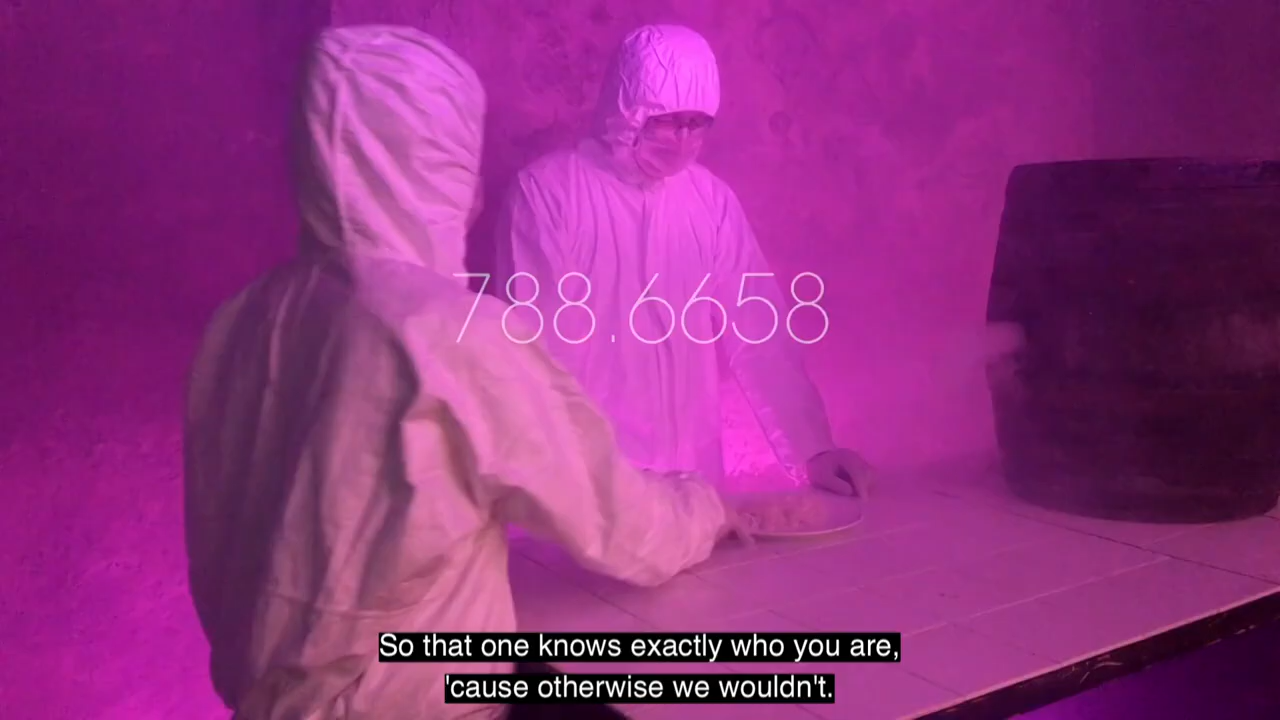 788.6658
So that one knows exactly who you are,
'cause otherwise we wouldn't.